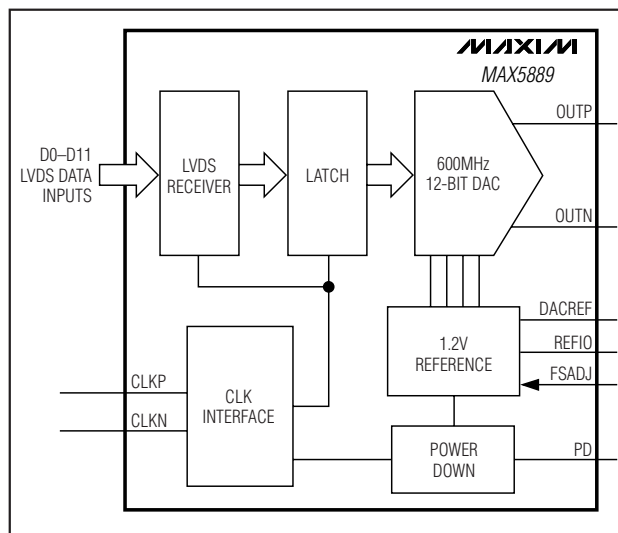 MAXIM
MAX5889
D0–D11
LVDS DATA
INPUTS
LVDS
RECEIVER
LATCH
600MHz
12-BIT DAC
OUTP
OUTN
DACREF
REFIO
FSADJ
1.2V
REFERENCE
CLKP
CLKN
CLK
INTERFACE
POWER
DOWN
PD